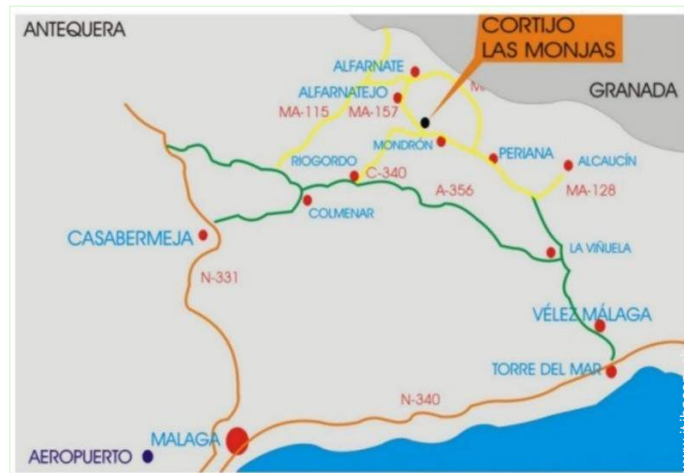 CORTIJO
LAS MONJAS
ANTEQUERA
ALFARNATE
GRANADA
ALFARNATEJO
MA-115
MA-157
MONDRÓN
PERIANA
RIOGORDO
C-340
ALCAUCÍN
MA-128
A-356
COLMENAR
CASABERMEJA
LA VIÑUELA
N-331
VÉLEZ MÁLAGA
TORRE DEL MAR
N-340
MALAGA
AEROPUERTO